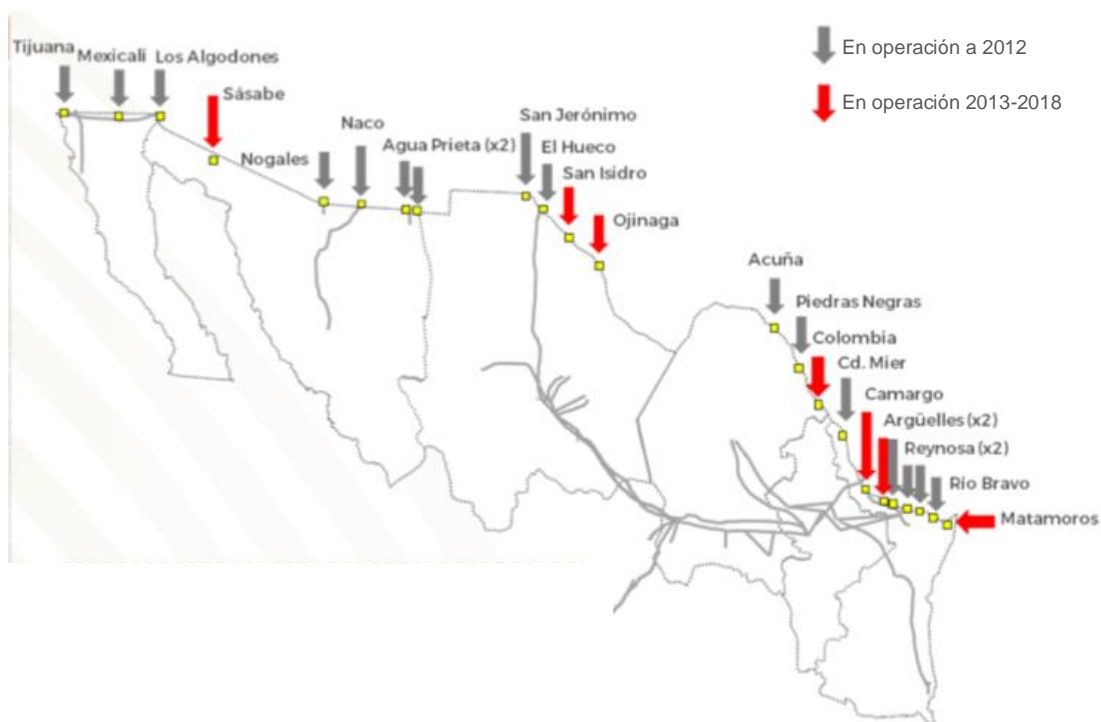 Tijuana
Mexicali
Los Algodones
Sásabe
Nogales
Naco
Agua Prieta (x2)
San Jerónimo
El Hueco
San Isidro
Ojinaga
En operación a 2012
En operación 2013-2018
Acuña
Piedras Negras
Colombia
Cd. Mier
Camargo
Argüelles (x2)
Reynosa (x2)
Río Bravo
Matamoros